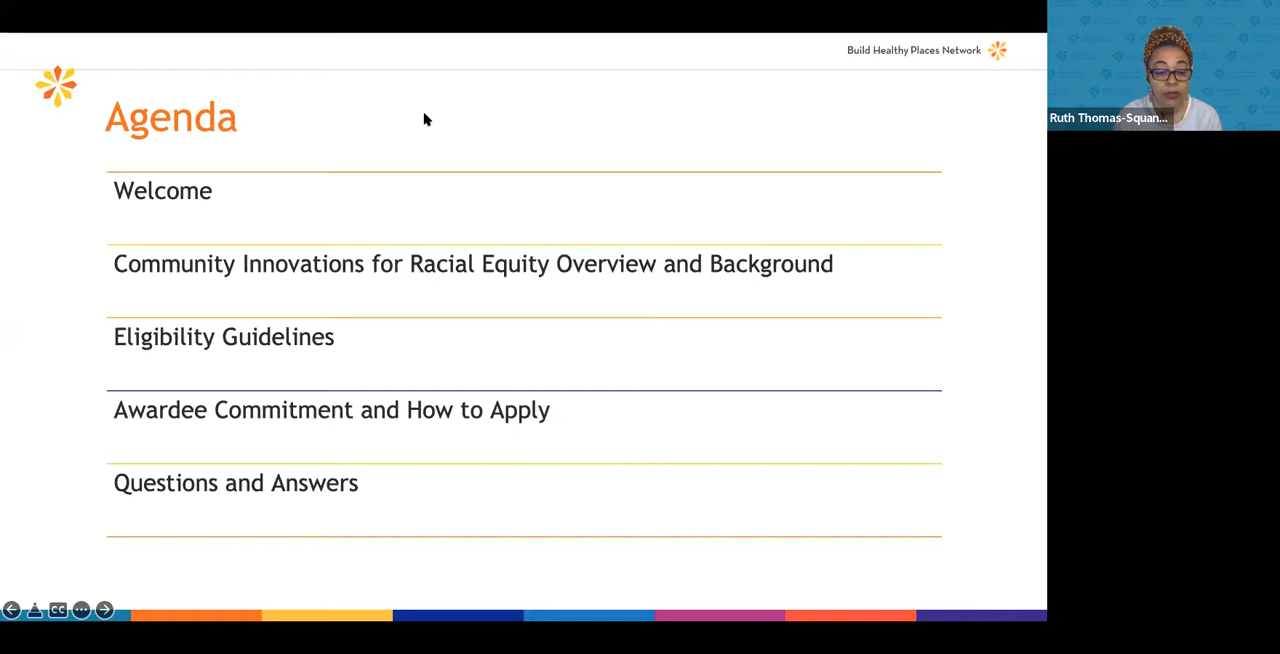 Build Healthy Places Network
Agenda
Ruth Thomas-Squan...
Welcome
Community Innovations for Racial Equity Overview and Background
Eligibility Guidelines
Awardee Commitment and How to Apply
Questions and Answers
CC